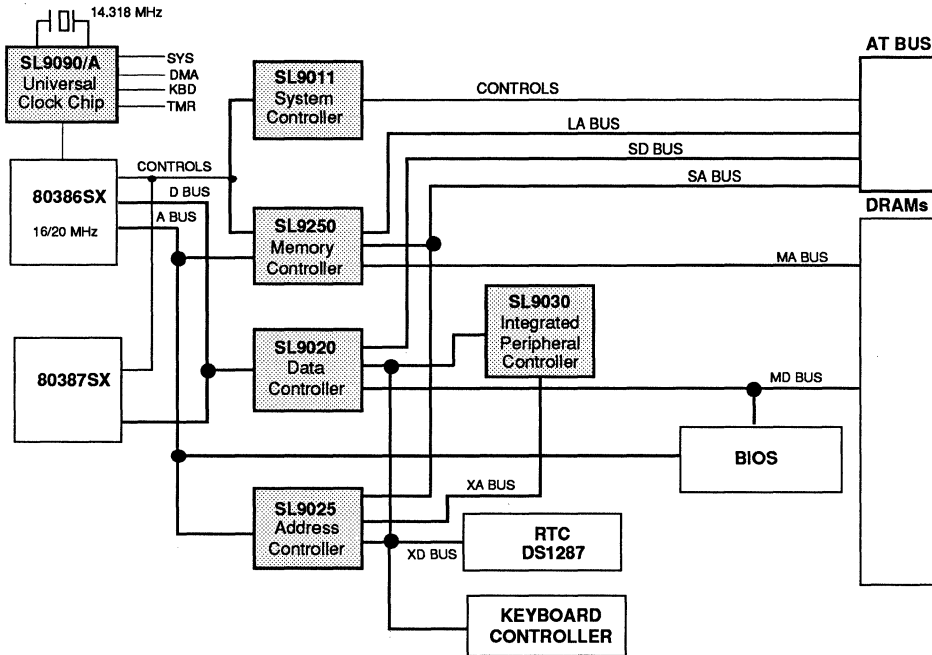 14.318 MHz
SL9090/A
Universal
Clock Chip
SYS
DMA
KBD
TMR
SL9011
System
Controller
CONTROLS
AT BUS
LA BUS
SD BUS
SA BUS
CONTROLS
D BUS
A BUS
80386SX
16/20 MHz
SL9250
Memory
Controller
DRAMs
MA BUS
SL9030
Integrated
Peripheral
Controller
80387SX
SL9020
Data
Controller
MD BUS
BIOS
SL9025
Address
Controller
XA BUS
XD BUS
RTC
DS1287
KEYBOARD
CONTROLLER